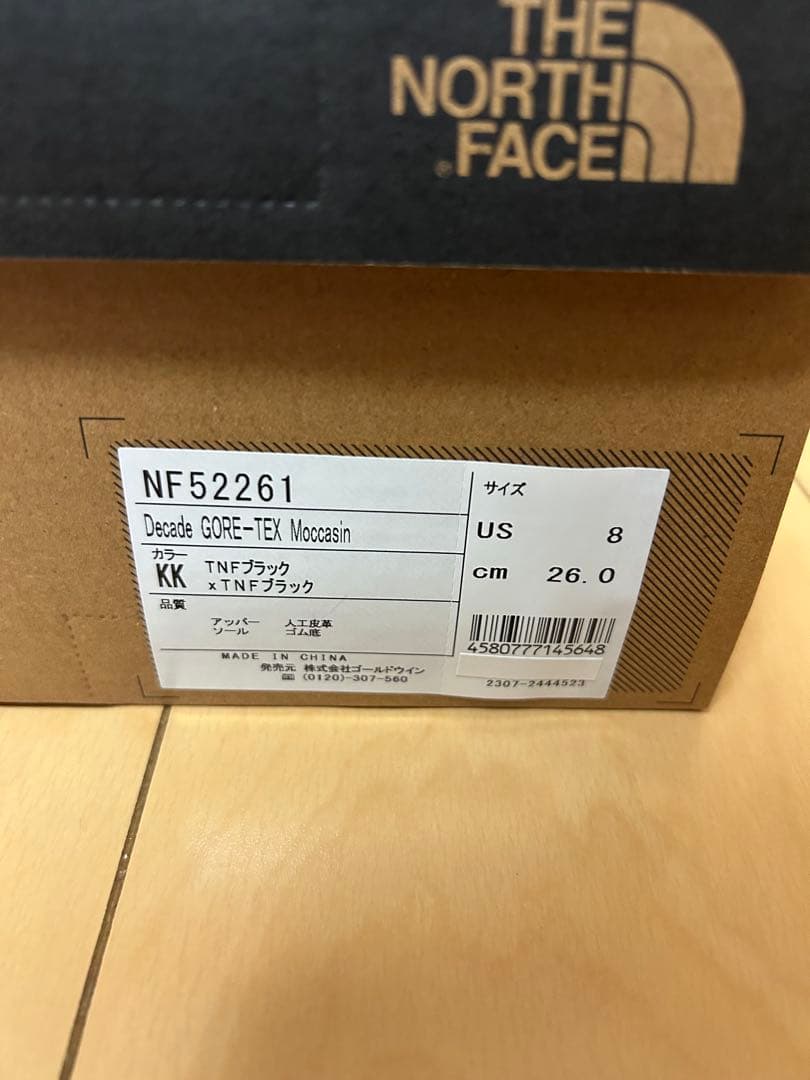 THE
NORTH
FACE
NF52261
Decade GORE-TEX Moccasin
カラー
KK TNFブラック
xTNFブラック
品質
アッパー 人工皮革
ソール ゴム底
MADE IN CHINA
発売元 株式会社ゴールドウイン
(0120)-307-560
サイズ
US 8
cm 26.0
4580777145648
2307-2444523